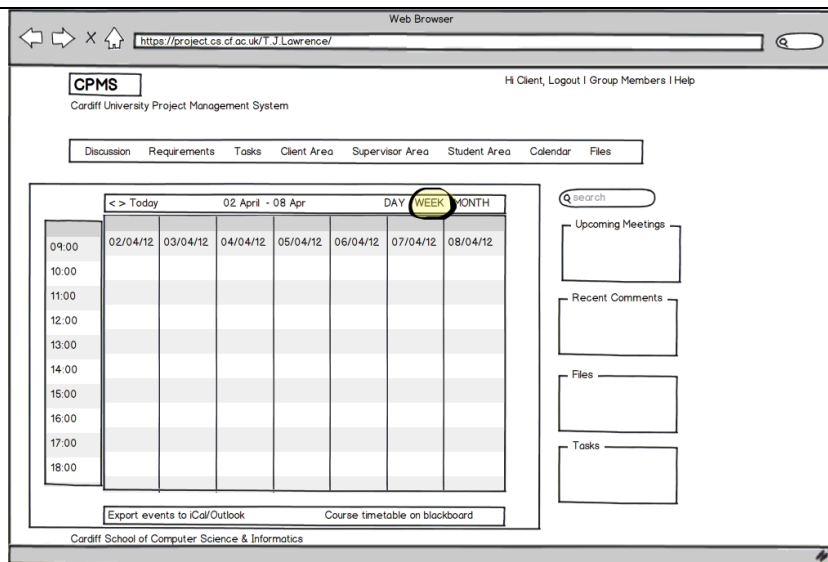 Web Browser
https://project.cs.cf.ac.uk/T.J.Lawrence/
CPMS
Hi Client, Logout | Group Members | Help
Cardiff University Project Management System
Discussion Requirements Tasks Client Area Supervisor Area Student Area Calendar Files
< > Today 02 April - 08 Apr DAY WEEK MONTH
02/04/12 03/04/12 04/04/12 05/04/12 06/04/12 07/04/12 08/04/12
09:00
10:00
11:00
12:00
13:00
14:00
15:00
16:00
17:00
18:00
Export events to iCal/Outlook Course timetable on blackboard
search
Upcoming Meetings
Recent Comments
Files
Tasks
Cardiff School of Computer Science & Informatics